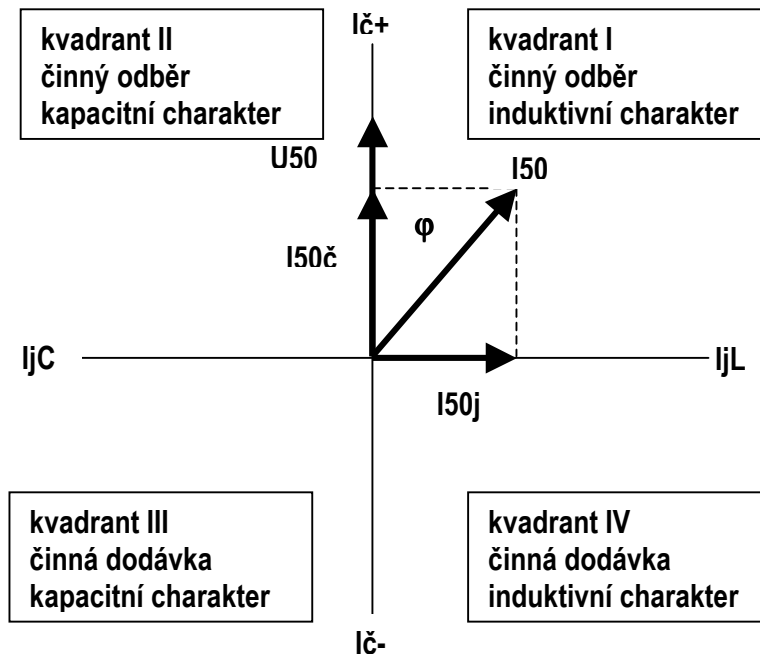 Ič+
kvadrant II
činný odběr
kapacitní charakter
kvadrant I
činný odběr
induktivní charakter
U50
I50
φ
I50č
IjC
IjL
I50j
kvadrant III
činná dodávka
kapacitní charakter
kvadrant IV
činná dodávka
induktivní charakter
Ič-